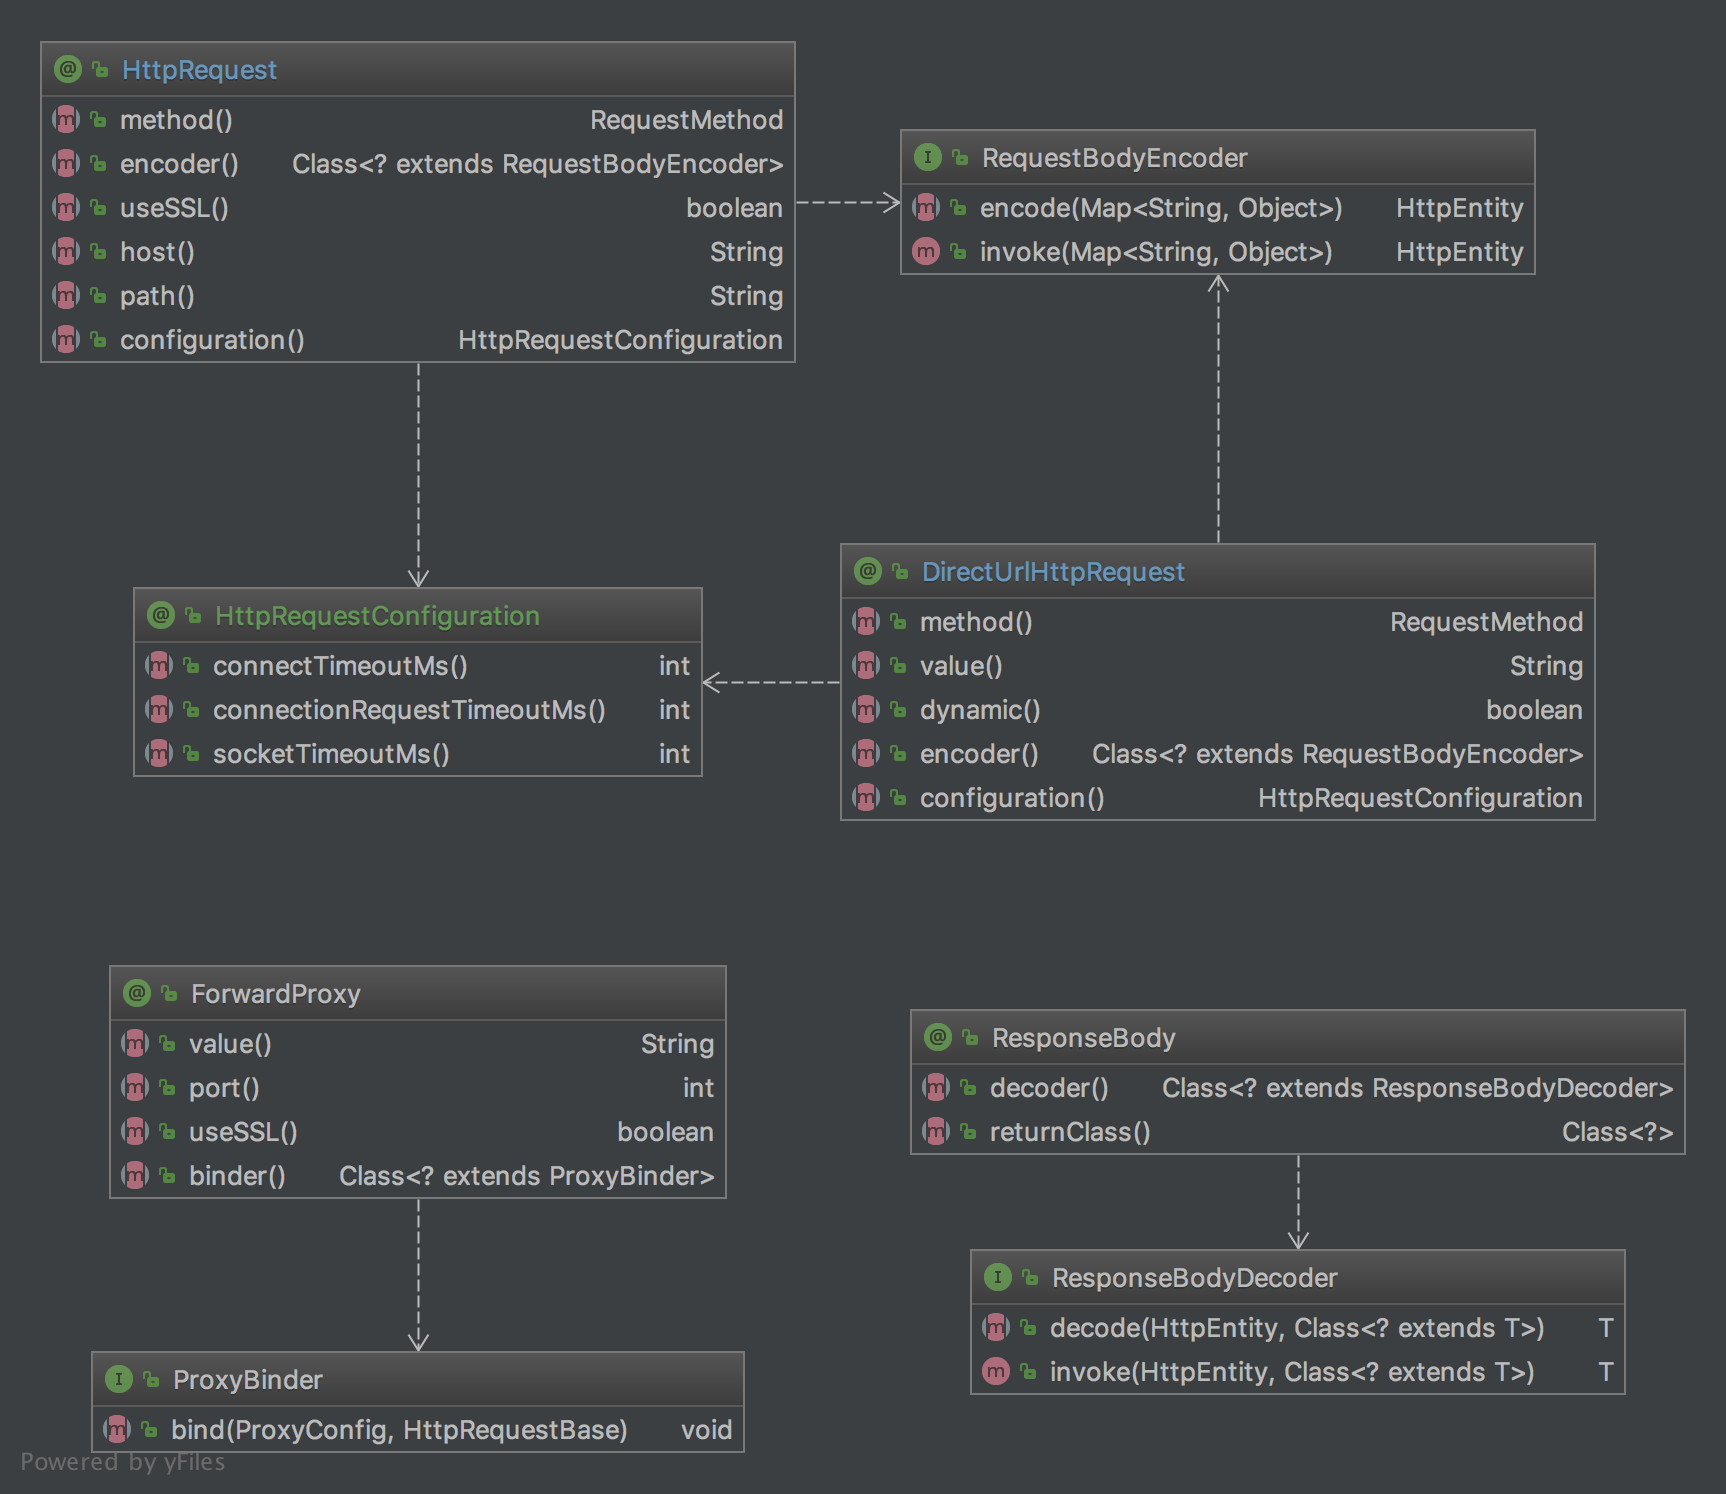 @ HttpRequest
m method() RequestMethod
m encoder() Class<? extends RequestBodyEncoder>
m useSSL() boolean
m host() String
m path() String
m configuration() HttpRequestConfiguration
I RequestBodyEncoder
m encode(Map<String, Object>) HttpEntity
m invoke(Map<String, Object>) HttpEntity
@ HttpRequestConfiguration
m connectTimeoutMs() int
m connectionRequestTimeoutMs() int
m socketTimeoutMs() int
@ DirectUrlHttpRequest
m method() RequestMethod
m value() String
m dynamic() boolean
m encoder() Class<? extends RequestBodyEncoder>
m configuration() HttpRequestConfiguration
@ ForwardProxy
m value() String
m port() int
m useSSL() boolean
m binder() Class<? extends ProxyBinder>
@ ResponseBody
m decoder() Class<? extends ResponseBodyDecoder>
m returnClass() Class<?>
I ProxyBinder
m bind(ProxyConfig, HttpRequestBase) void
I ResponseBodyDecoder
m decode(HttpEntity, Class<? extends T>) T
m invoke(HttpEntity, Class<? extends T>) T
Powered by yFiles